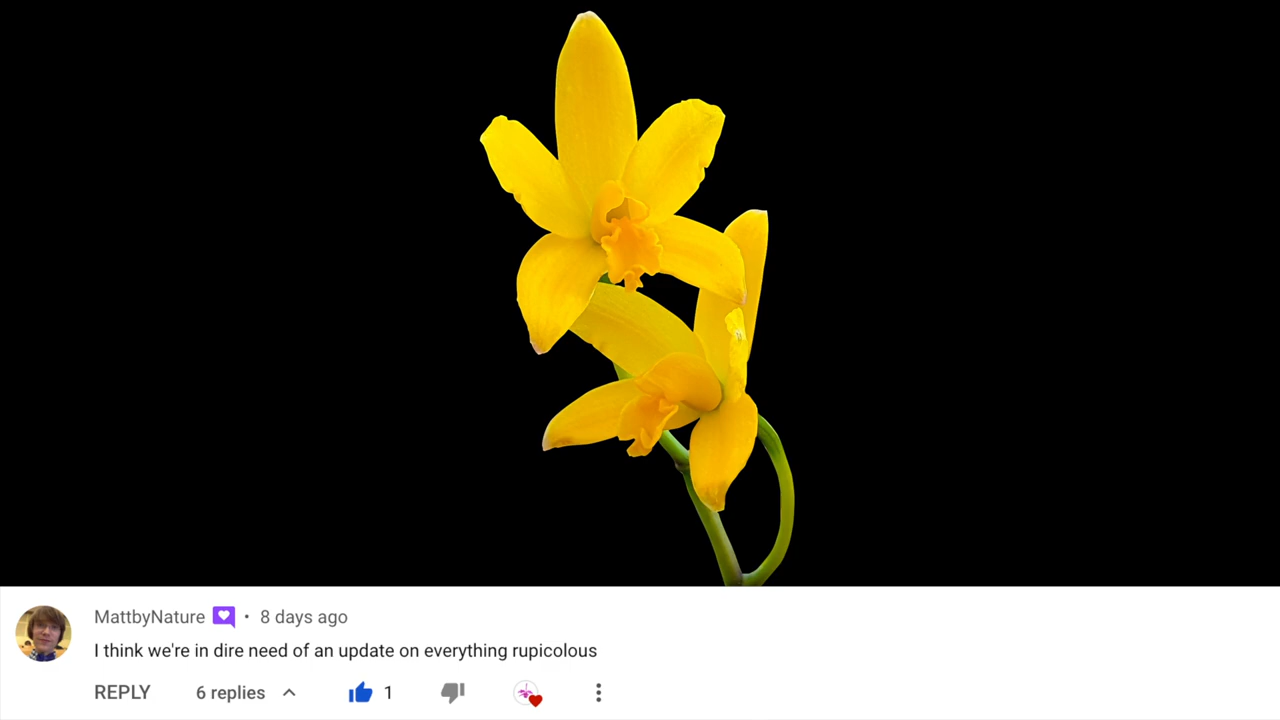 MattbyNature • 8 days ago
I think we're in dire need of an update on everything rupicolous
REPLY 6 replies 1